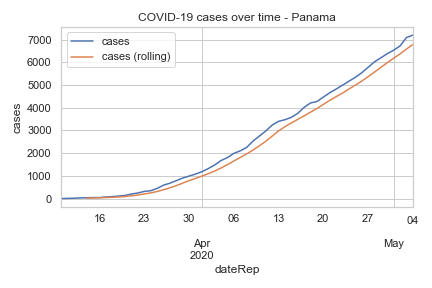 COVID-19 cases over time - Panama
cases
cases (rolling)
7000
6000
5000
4000
3000
2000
1000
0
cases
16 23 30 06 13 20 27 04
Apr May
2020
dateRep